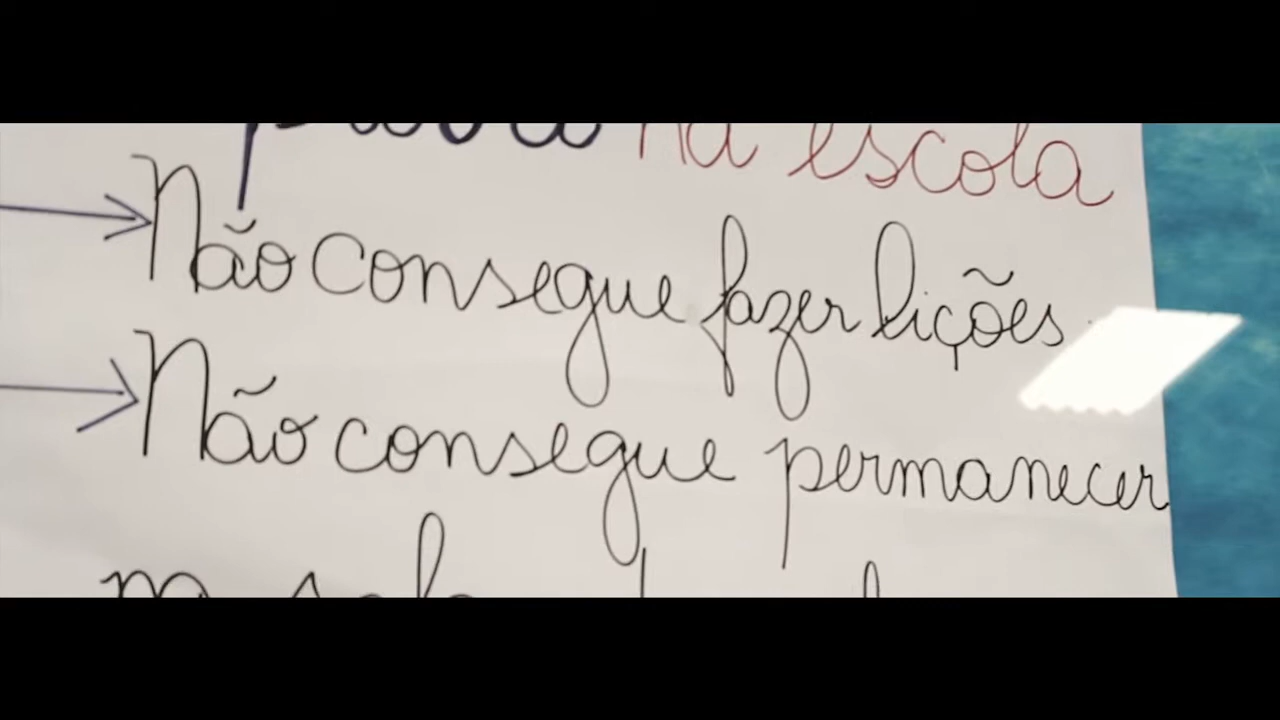 na escola
Não consegue fazer lições
Não consegue permanecer